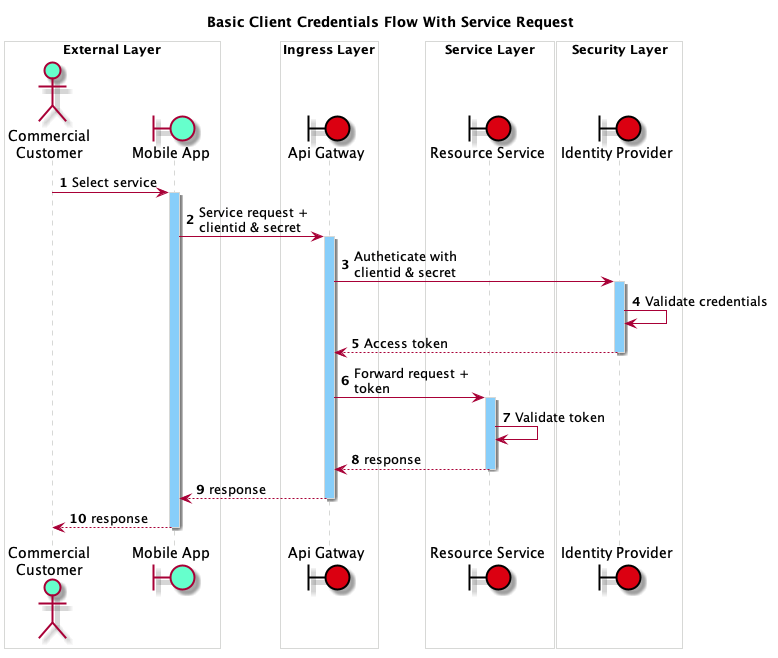 Basic Client Credentials Flow With Service Request
External Layer
Ingress Layer
Service Layer
Security Layer
Commercial
Customer
Mobile App
Api Gatway
Resource Service
Identity Provider
1 Select service
2 Service request +
clientid & secret
3 Autheticate with
clientid & secret
4 Validate credentials
5 Access token
6 Forward request +
token
7 Validate token
8 response
9 response
10 response
Commercial
Customer
Mobile App
Api Gatway
Resource Service
Identity Provider